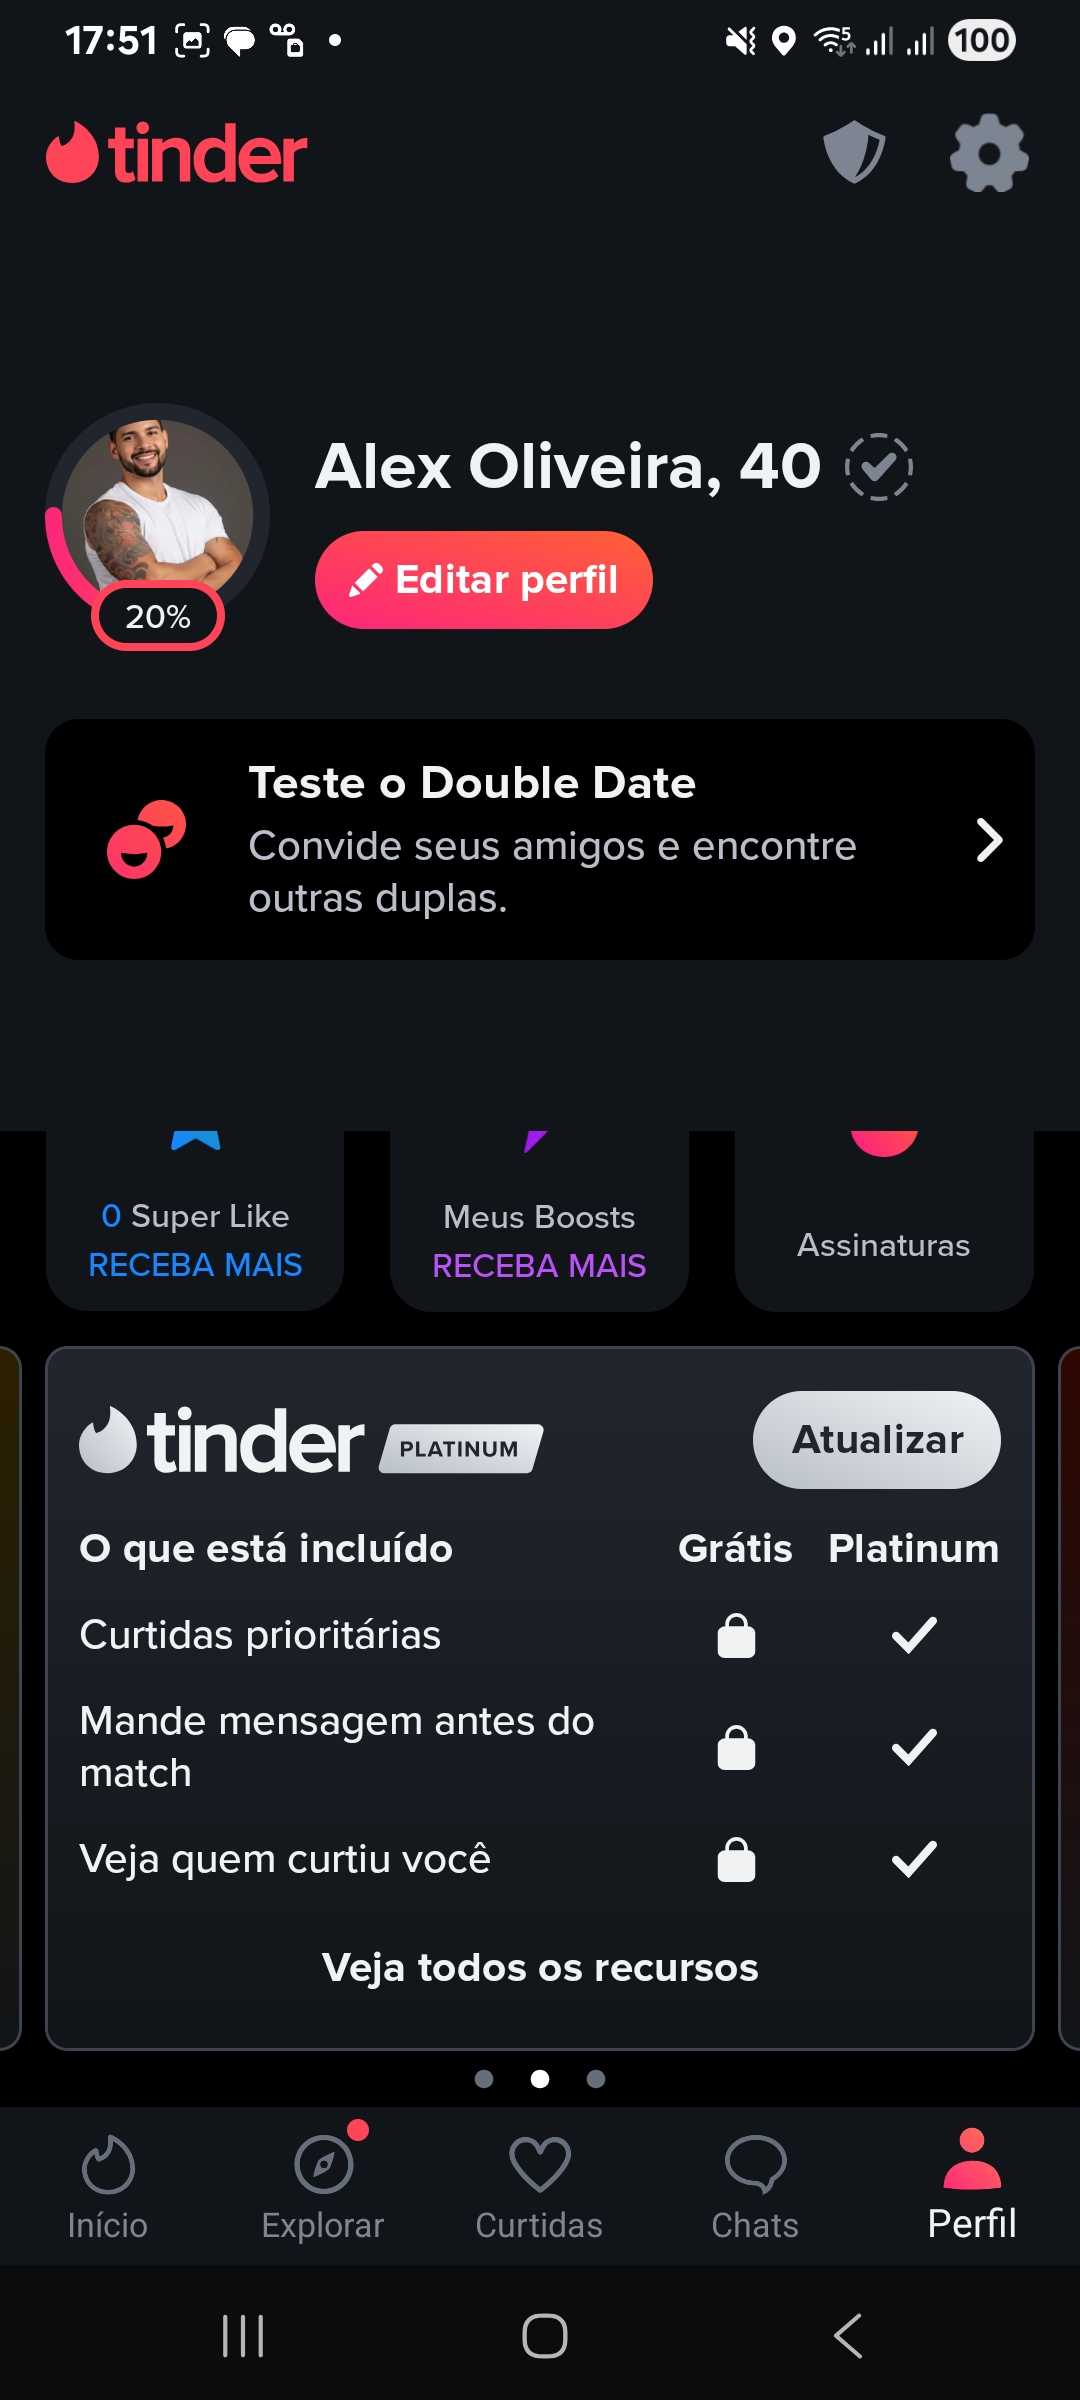 17:51
5
100
tinder
Alex Oliveira, 40
Editar perfil
20%
Teste o Double Date
Convide seus amigos e encontre
outras duplas.
0 Super Like
RECEBA MAIS
Meus Boosts
RECEBA MAIS
Assinaturas
tinder PLATINUM
Atualizar
O que está incluído Grátis Platinum
Curtidas prioritárias
Mande mensagem antes do
match
Veja quem curtiu você
Veja todos os recursos
Início Explorar Curtidas Chats Perfil